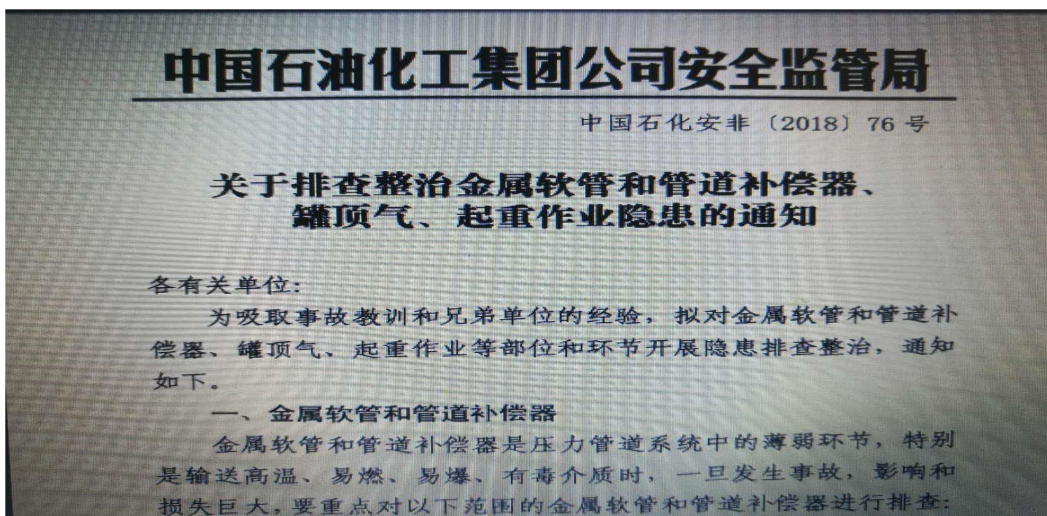 中国石油化工集团公司安全监管局
中国石化安非〔2018〕76 号
关于排查整治金属软管和管道补偿器、
罐顶气、起重作业隐患的通知
各有关单位:
为吸取事故教训和兄弟单位的经验，拟对金属软管和管道补
偿器、罐顶气、起重作业等部位和环节开展隐患排查整治，通知
如下。
一、金属软管和管道补偿器
金属软管和管道补偿器是压力管道系统中的薄弱环节，特别
是输送高温、易燃、易爆、有毒介质时，一旦发生事故，影响和
损失巨大，要重点对以下范围的金属软管和管道补偿器进行排查: